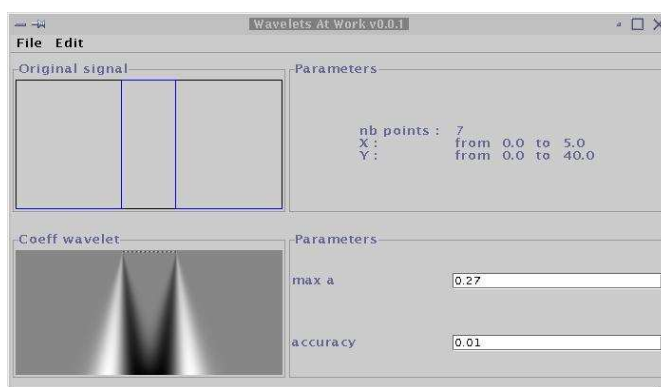 Wavelets At Work v0.0.1
File Edit
Original signal
Parameters
nb points : 7
X : from 0.0 to 5.0
Y : from 0.0 to 40.0
Coeff wavelet
Parameters
max a 0.27
accuracy 0.01